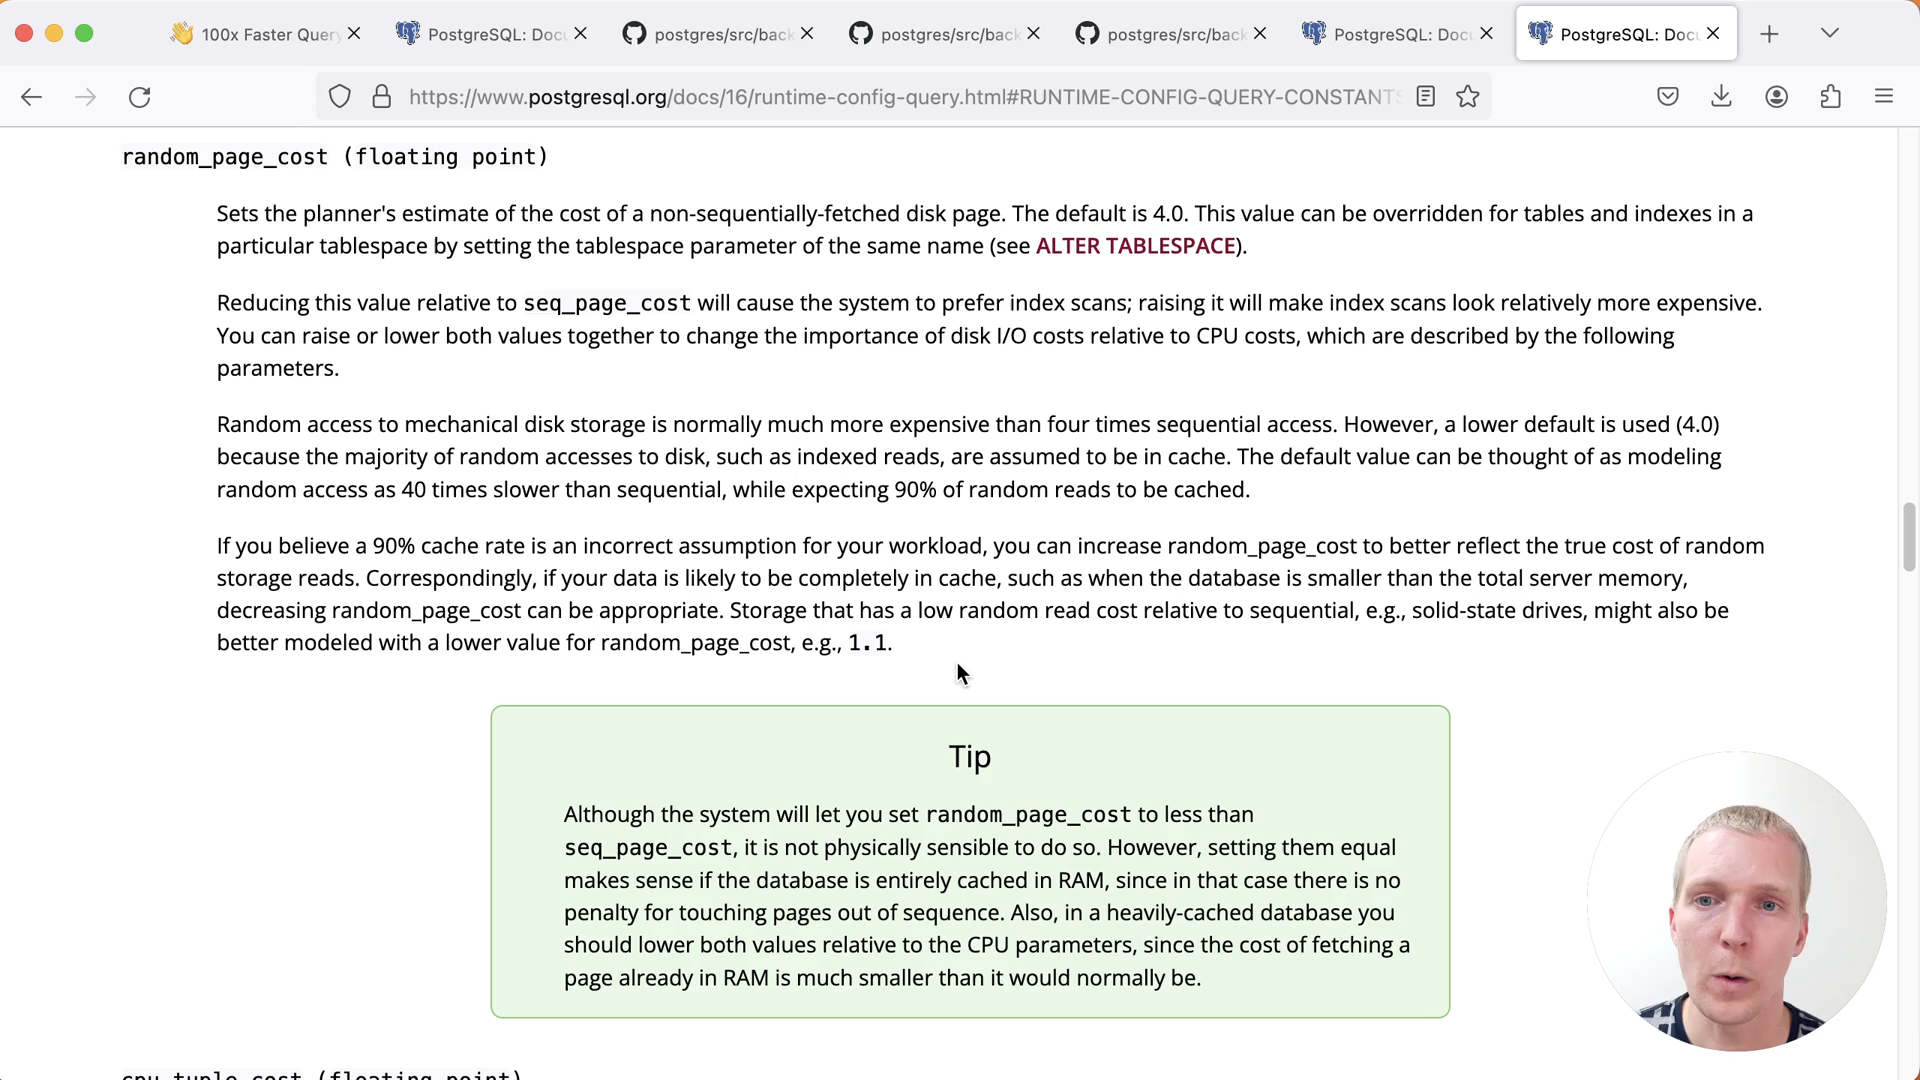 100x Faster Query
PostgreSQL: Docu
postgres/src/back
postgres/src/back
postgres/src/back
PostgreSQL: Docu
PostgreSQL: Docu
https://www.postgresql.org/docs/16/runtime-config-query.html#RUNTIME-CONFIG-QUERY-CONSTANTS
random_page_cost (floating point)
Sets the planner's estimate of the cost of a non-sequentially-fetched disk page. The default is 4.0. This value can be overridden for tables and indexes in a
particular tablespace by setting the tablespace parameter of the same name (see ALTER TABLESPACE).
Reducing this value relative to seq_page_cost will cause the system to prefer index scans; raising it will make index scans look relatively more expensive.
You can raise or lower both values together to change the importance of disk I/O costs relative to CPU costs, which are described by the following
parameters.
Random access to mechanical disk storage is normally much more expensive than four times sequential access. However, a lower default is used (4.0)
because the majority of random accesses to disk, such as indexed reads, are assumed to be in cache. The default value can be thought of as modeling
random access as 40 times slower than sequential, while expecting 90% of random reads to be cached.
If you believe a 90% cache rate is an incorrect assumption for your workload, you can increase random_page_cost to better reflect the true cost of random
storage reads. Correspondingly, if your data is likely to be completely in cache, such as when the database is smaller than the total server memory,
decreasing random_page_cost can be appropriate. Storage that has a low random read cost relative to sequential, e.g., solid-state drives, might also be
better modeled with a lower value for random_page_cost, e.g., 1.1.
Tip
Although the system will let you set random_page_cost to less than
seq_page_cost, it is not physically sensible to do so. However, setting them equal
makes sense if the database is entirely cached in RAM, since in that case there is no
penalty for touching pages out of sequence. Also, in a heavily-cached database you
should lower both values relative to the CPU parameters, since the cost of fetching a
page already in RAM is much smaller than it would normally be.
cpu_tuple_cost (floating point)